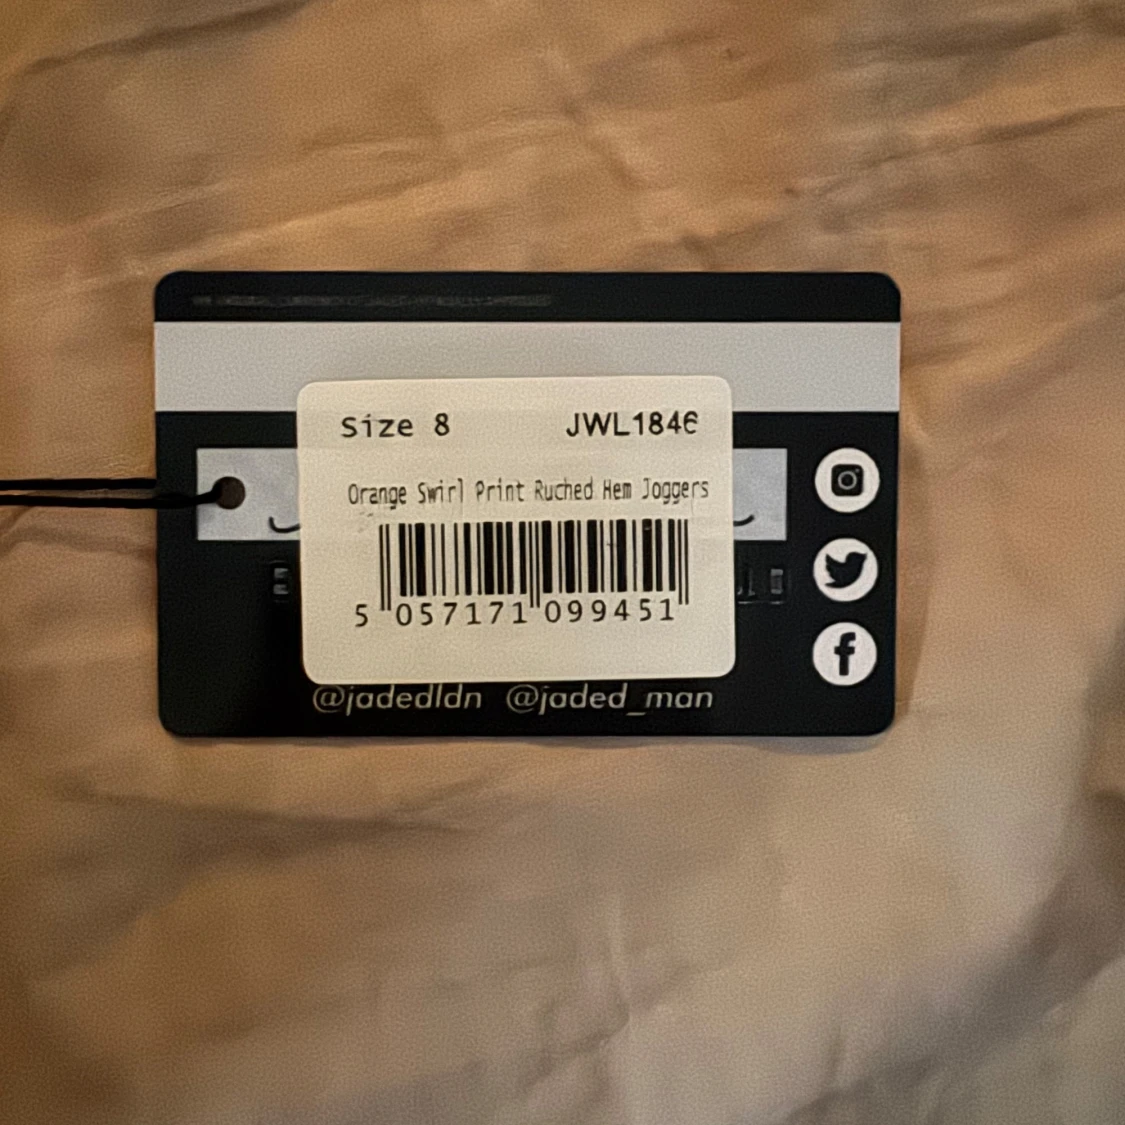 Size 8 JWL1846
Orange Swirl Print Ruched Hem Joggers
5 057171 099451
@jadedldn @jaded_man